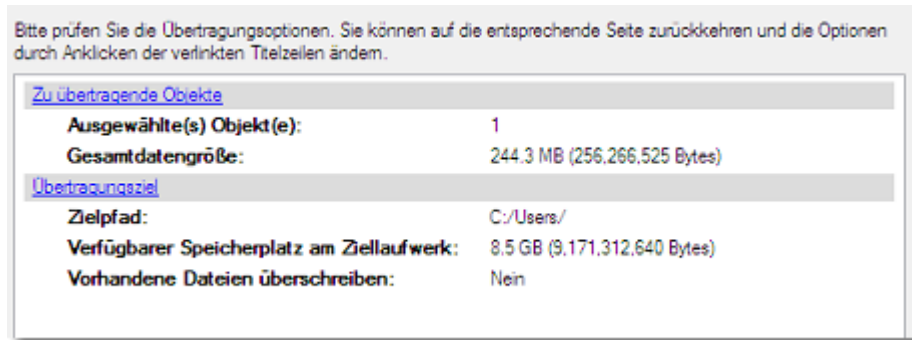 Bitte prüfen Sie die Übertragungsoptionen. Sie können auf die entsprechende Seite zurückkehren und die Optionen
durch Anklicken der verlinkten Titelzeilen ändern.
Zu übertragende Objekte
Ausgewählte(s) Objekt(e): 1
Gesamtdatengröße: 244.3 MB (256,266,525 Bytes)
Übertragungsziel
Zielpfad: C:/Users/
Verfügbarer Speicherplatz am Ziellaufwerk: 8.5 GB (9,171,312,640 Bytes)
Vorhandene Dateien überschreiben: Nein